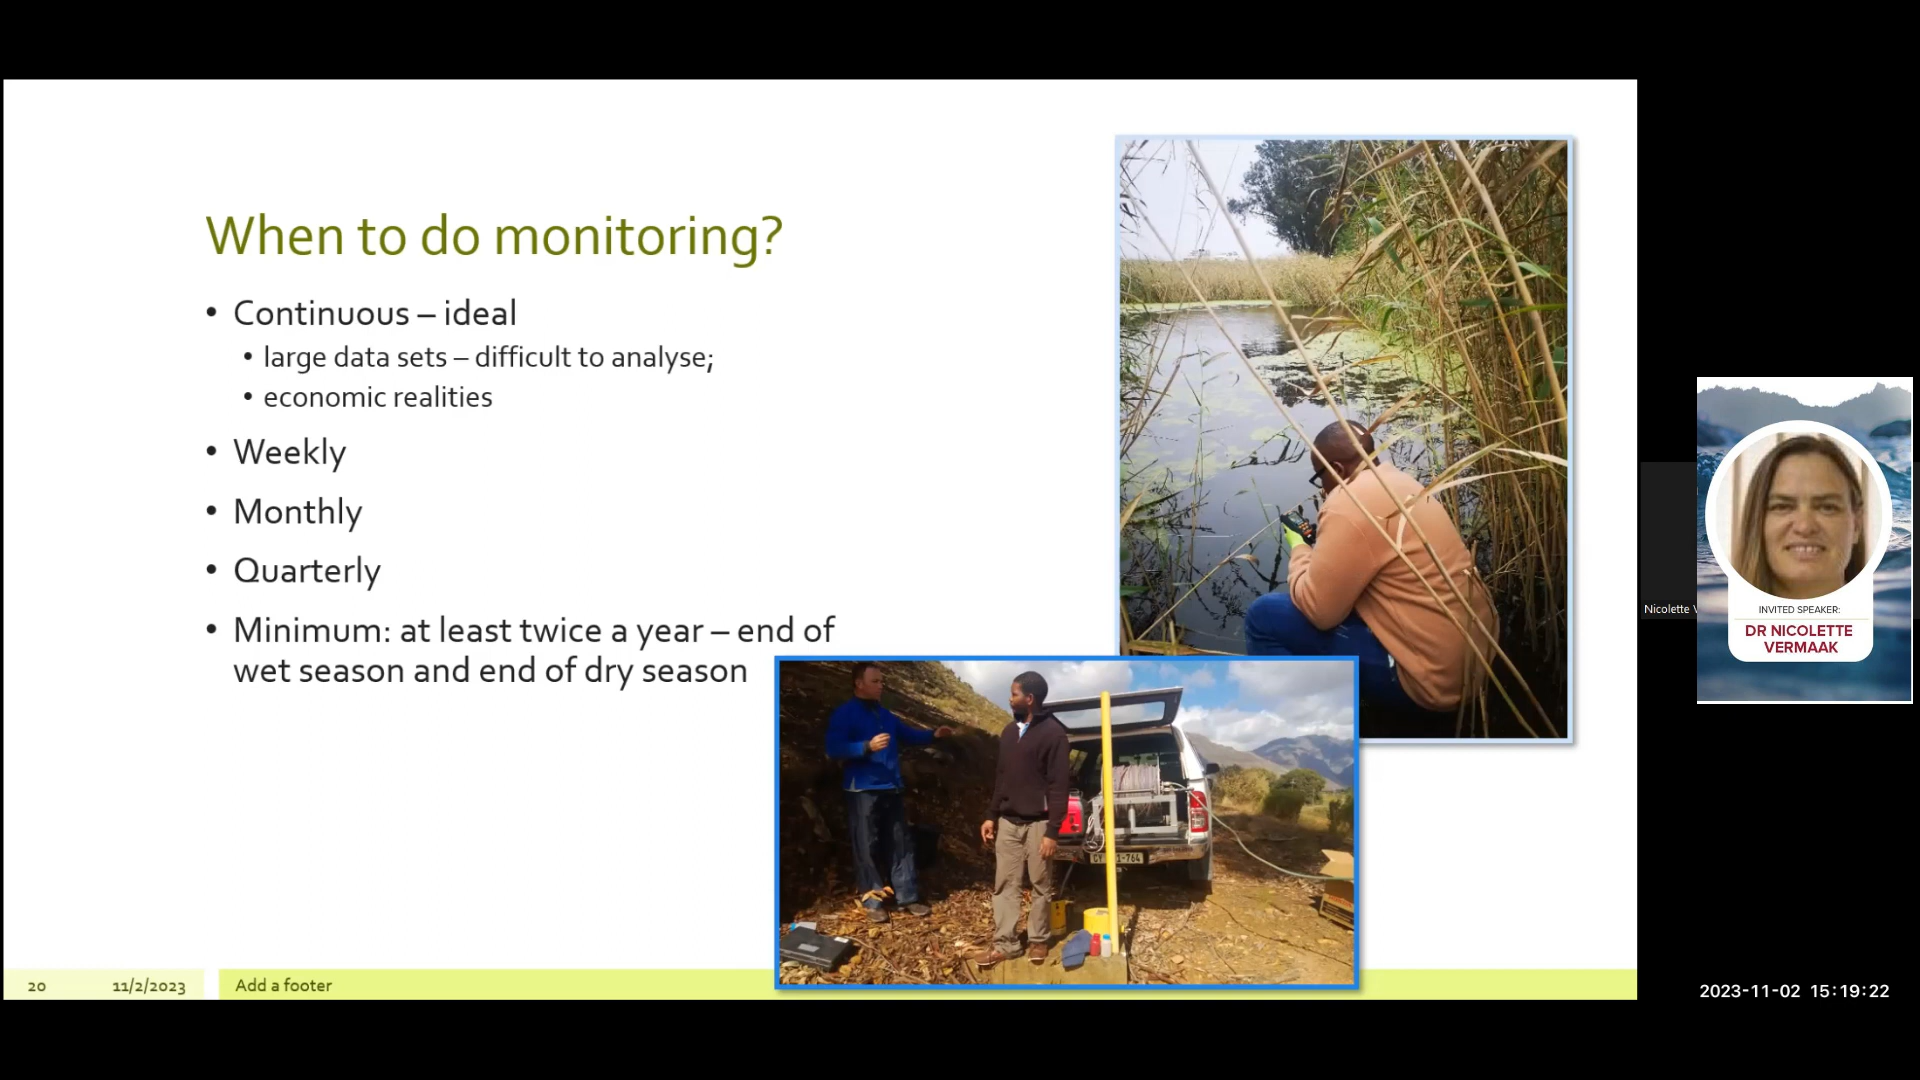 When to do monitoring?
• Continuous – ideal
• large data sets – difficult to analyse;
• economic realities
• Weekly
• Monthly
• Quarterly
• Minimum: at least twice a year – end of
wet season and end of dry season
20
11/2/2023
Add a footer
Nicolette
INVITED SPEAKER:
DR NICOLETTE
VERMAAK
2023-11-02 15:19:22